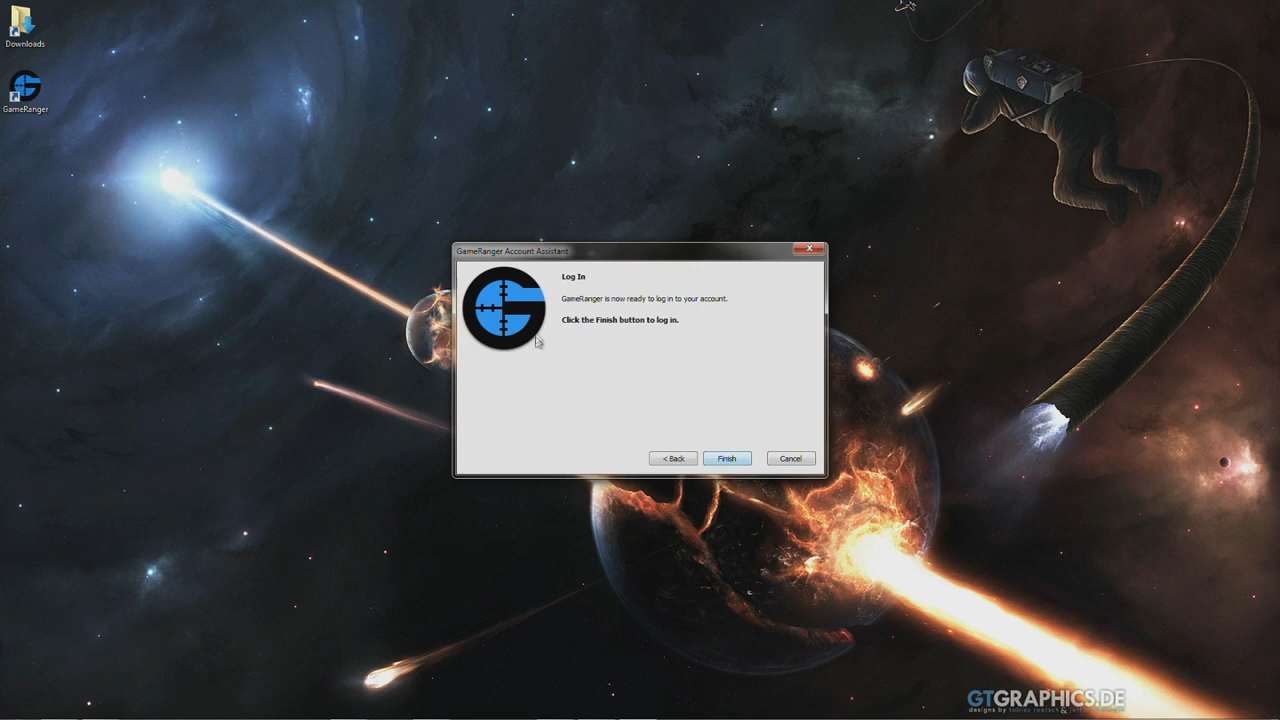 Downloads
GameRanger
GameRanger Account Assistant
Log In
GameRanger is now ready to log in to your account.
Click the Finish button to log in.
< Back
Finish
Cancel
GTGRAPHICS.DE
designs by tobias roetsch &